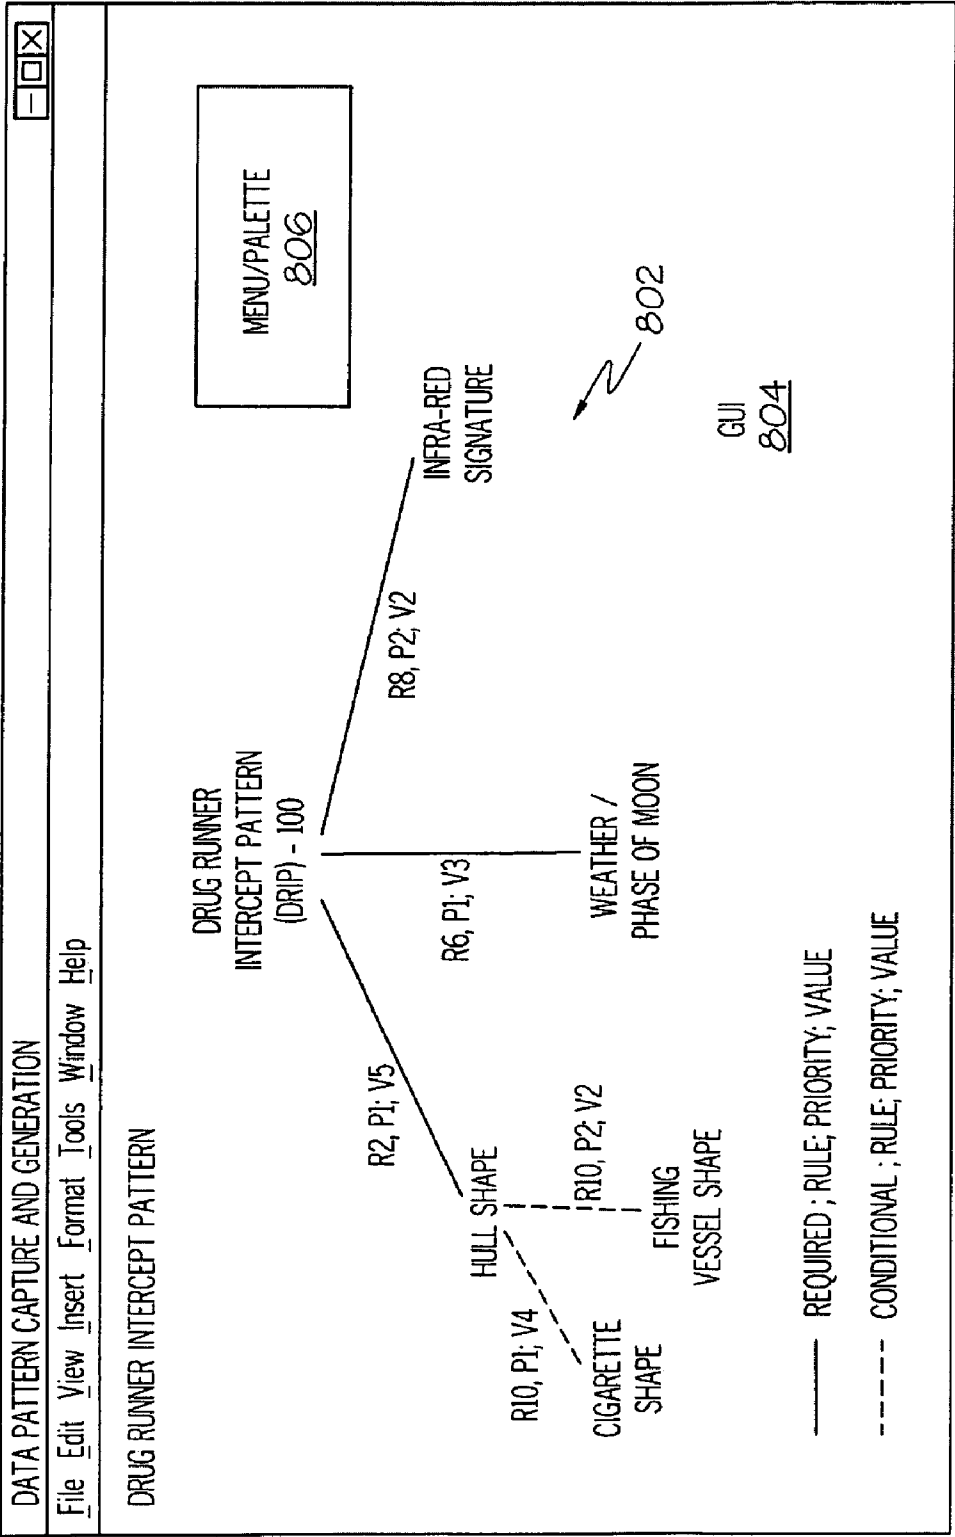 DATA PATTERN CAPTURE AND GENERATION
File Edit View Insert Format Tools Window Help
DRUG RUNNER INTERCEPT PATTERN
DRUG RUNNER
INTERCEPT PATTERN
(DRIP) - 100
MENU/PALETTE
806
R2, P1; V5
R6, P1; V3
R8, P2; V2
INFRA-RED
SIGNATURE
802
HULL SHAPE
R10, P1; V4
R10, P2; V2
CIGARETTE
SHAPE
FISHING
VESSEL SHAPE
WEATHER /
PHASE OF MOON
GUI
804
REQUIRED ; RULE; PRIORITY; VALUE
CONDITIONAL ; RULE; PRIORITY; VALUE